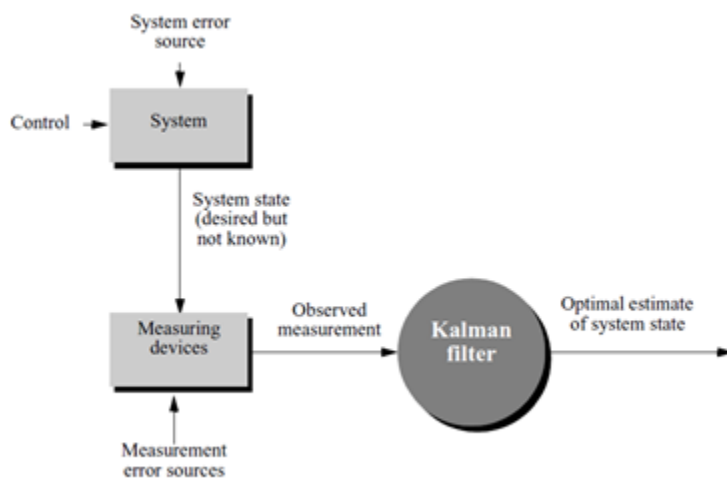 System error
source
Control
System
System state
(desired but
not known)
Measuring
devices
Observed
measurement
Kalman
filter
Optimal estimate
of system state
Measurement
error sources